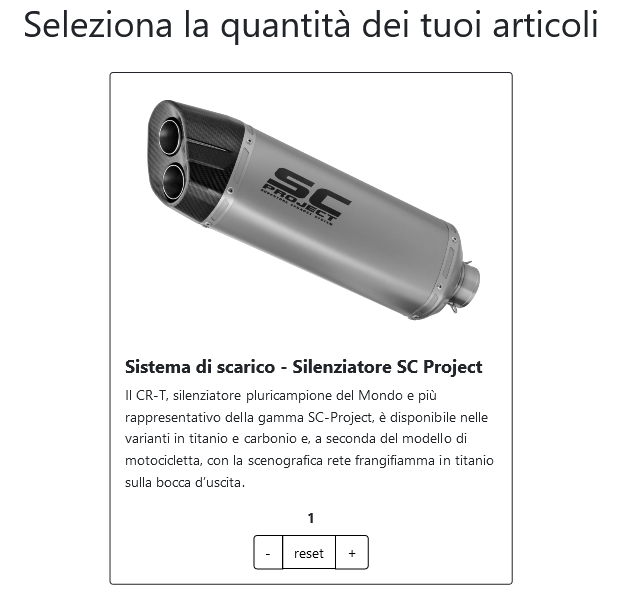 Seleziona la quantità dei tuoi articoli
SC
PROJECT
Sistema di scarico - Silenziatore SC Project
Il CR-T, silenziatore pluricampione del Mondo e più
rappresentativo della gamma SC-Project, è disponibile nelle
varianti in titanio e carbonio e, a seconda del modello di
motocicletta, con la scenografica rete frangifiamma in titanio
sulla bocca d'uscita.
1
- reset +